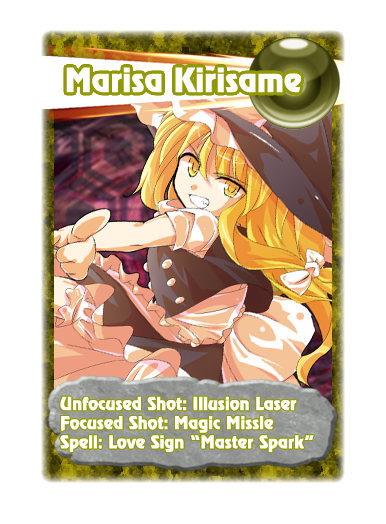 Marisa Kirisame
Unfocused Shot: Illusion Laser
Focused Shot: Magic Missle
Spell: Love Sign “Master Spark”